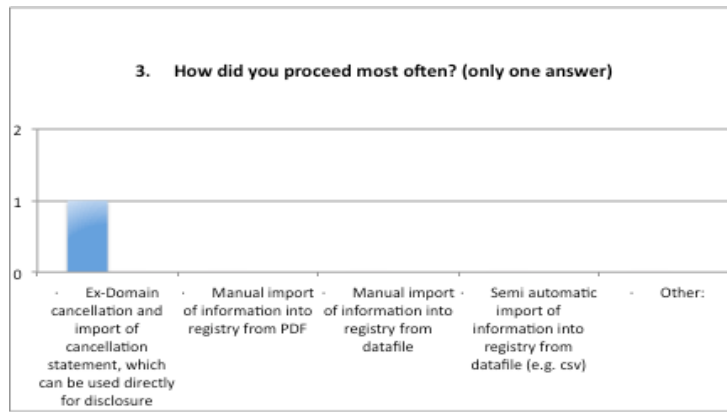 3. How did you proceed most often? (only one answer)
2
1
0
· Ex-Domain
cancellation and
import of
cancellation
statement, which
can be used directly
for disclosure
· Manual import
of information into
registry from PDF
· Manual import
of information into
registry from
datafile
· Semi automatic
import of
information into
registry from
datafile (e.g. csv)
· Other: